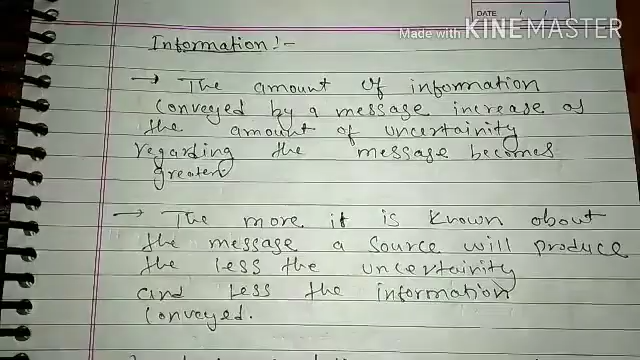 DATE
Made with KINEMASTER
Information :-
→ The amount of information
conveyed by a message increase as
the amount of uncertainity
regarding the message becomes
greater
→ The more it is known about
the message a source will produce
the less the uncertainity
and less the information
conveyed.